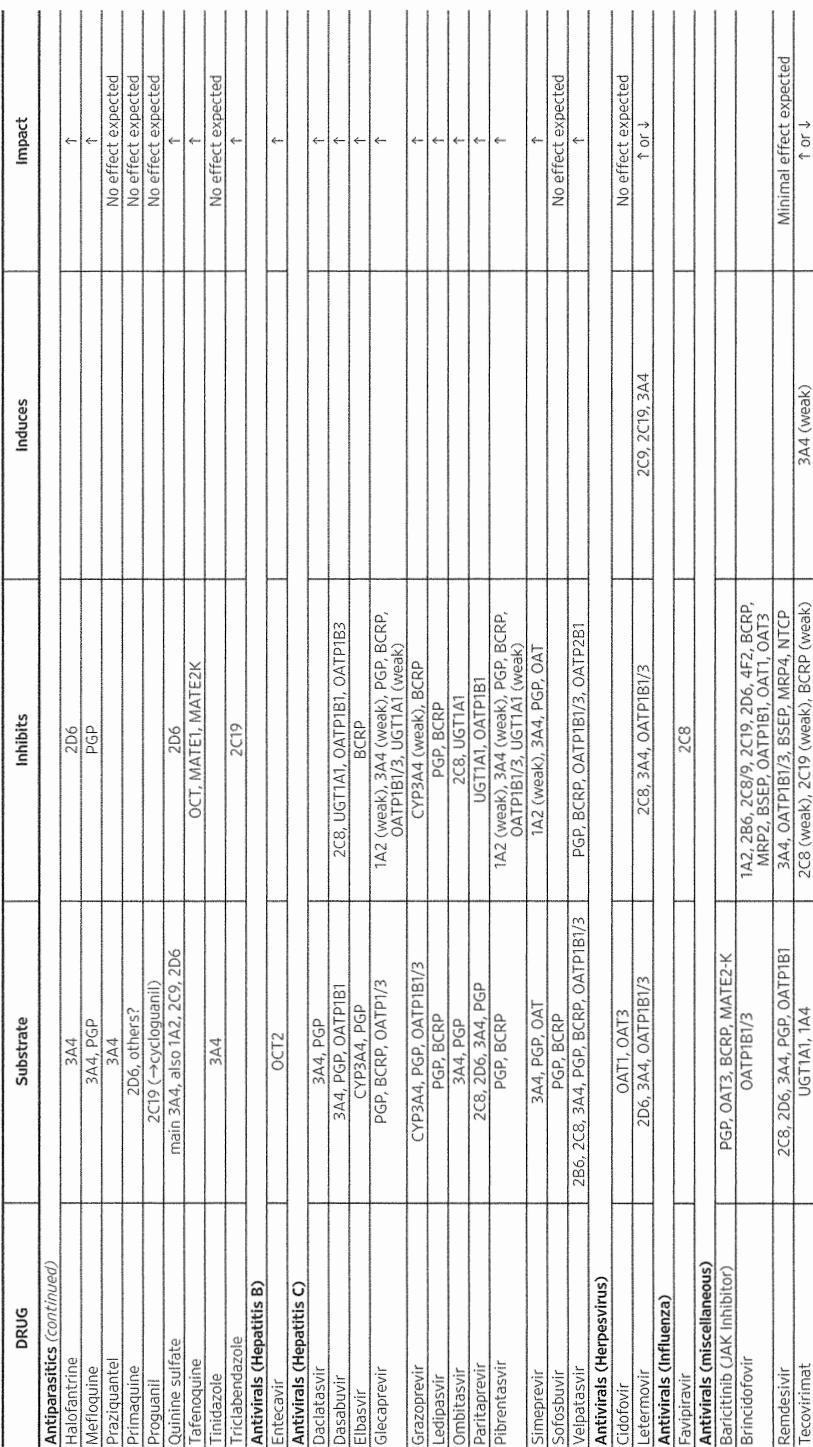 DRUG Substrate Inhibits Induces Impact
Antiparasitics (continued)
Halofantrine 3A4 2D6 ↑
Mefloquine 3A4, PGP PGP ↑
Praziquantel 3A4 No effect expected
Primaquine 2D6, others? No effect expected
Proguanil 2C19 (→cycloguanil) No effect expected
Quinine sulfate main 3A4, also 1A2, 2C9, 2D6 2D6 ↑
Tafenoquine OCT, MATE1, MATE2K ↑
Tinidazole 3A4 No effect expected
Triclabendazole 2C19 ↑
Antivirals (Hepatitis B)
Entecavir OCT2 ↑
Antivirals (Hepatitis C)
Daclatasvir 3A4, PGP ↑
Dasabuvir 3A4, PGP, OATP1B1 2C8, UGT1A1, OATP1B1, OATP1B3 ↑
Elbasvir CYP3A4, PGP BCRP ↑
Glecaprevir PGP, BCRP, OATP1/3 1A2 (weak), 3A4 (weak), PGP, BCRP, ↑
OATP1B1/3, UGT1A1 (weak)
Grazoprevir CYP3A4, PGP, OATP1B1/3 CYP3A4 (weak), BCRP ↑
Ledipasvir PGP, BCRP PGP, BCRP ↑
Ombitasvir 3A4, PGP 2C8, UGT1A1 ↑
Paritaprevir 2C8, 2D6, 3A4, PGP UGT1A1, OATP1B1 ↑
Pibrentasvir PGP, BCRP 1A2 (weak), 3A4 (weak), PGP, BCRP, ↑
OATP1B1/3, UGT1A1 (weak)
Simeprevir 3A4, PGP, OAT 1A2 (weak), 3A4, PGP, OAT ↑
Sofosbuvir PGP, BCRP No effect expected
Velpatasvir 2B6, 2C8, 3A4, PGP, BCRP, OATP1B1/3 PGP, BCRP, OATP1B1/3, OATP2B1 ↑
Antivirals (Herpesvirus)
Cidofovir OAT1, OAT3 No effect expected
Letermovir 2D6, 3A4, OATP1B1/3 2C8, 3A4, OATP1B1/3 2C9, 2C19, 3A4 ↑ or ↓
Antivirals (Influenza)
Favipiravir 2C8
Antivirals (miscellaneous)
Baricitinib (JAK Inhibitor) PGP, OAT3, BCRP, MATE2-K
Brincidofovir OATP1B1/3 1A2, 2B6, 2C8/9, 2C19, 2D6, 4F2, BCRP,
MRP2, BSEP, OATP1B1, OAT1, OAT3
Remdesivir 2C8, 2D6, 3A4, PGP, OATP1B1 3A4, OATP1B1/3, BSEP, MRP4, NTCP Minimal effect expected
Tecovirimat UGT1A1, 1A4 2C8 (weak), 2C19 (weak), BCRP (weak) 3A4 (weak) ↑ or ↓